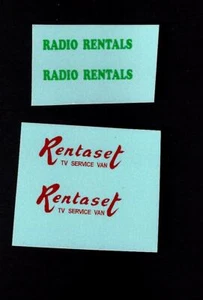 RADIO RENTALS
RADIO RENTALS
Rentaset
TV SERVICE VAN
Rentaset
TV SERVICE VAN